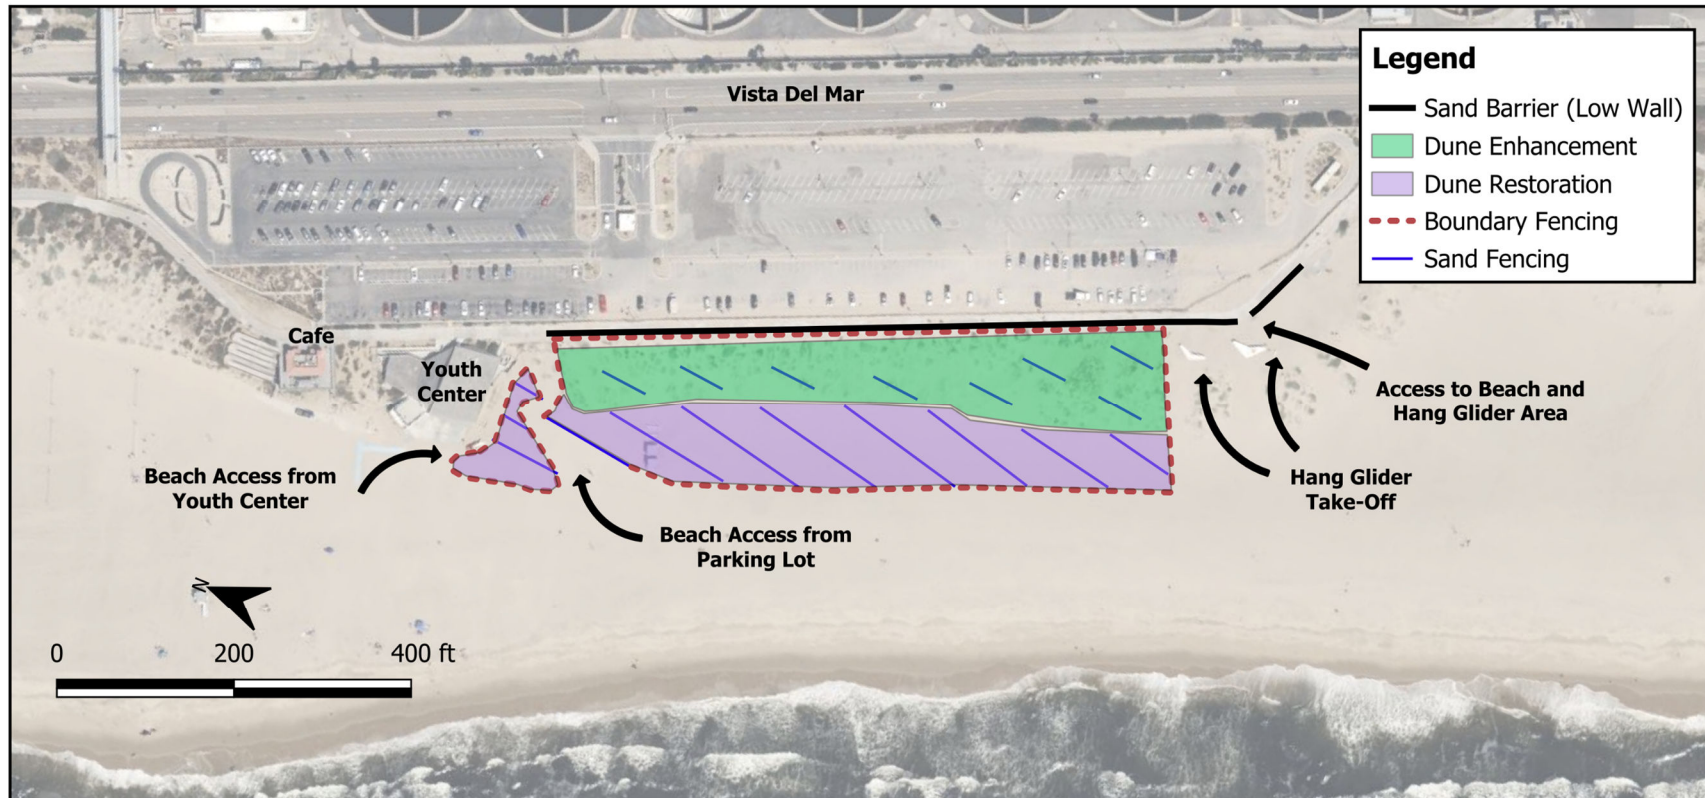 Vista Del Mar
Legend
Sand Barrier (Low Wall)
Dune Enhancement
Dune Restoration
Boundary Fencing
Sand Fencing
Cafe
Youth
Center
Access to Beach and
Hang Glider Area
Beach Access from
Youth Center
Hang Glider
Take-Off
Beach Access from
Parking Lot
N
0 200 400 ft